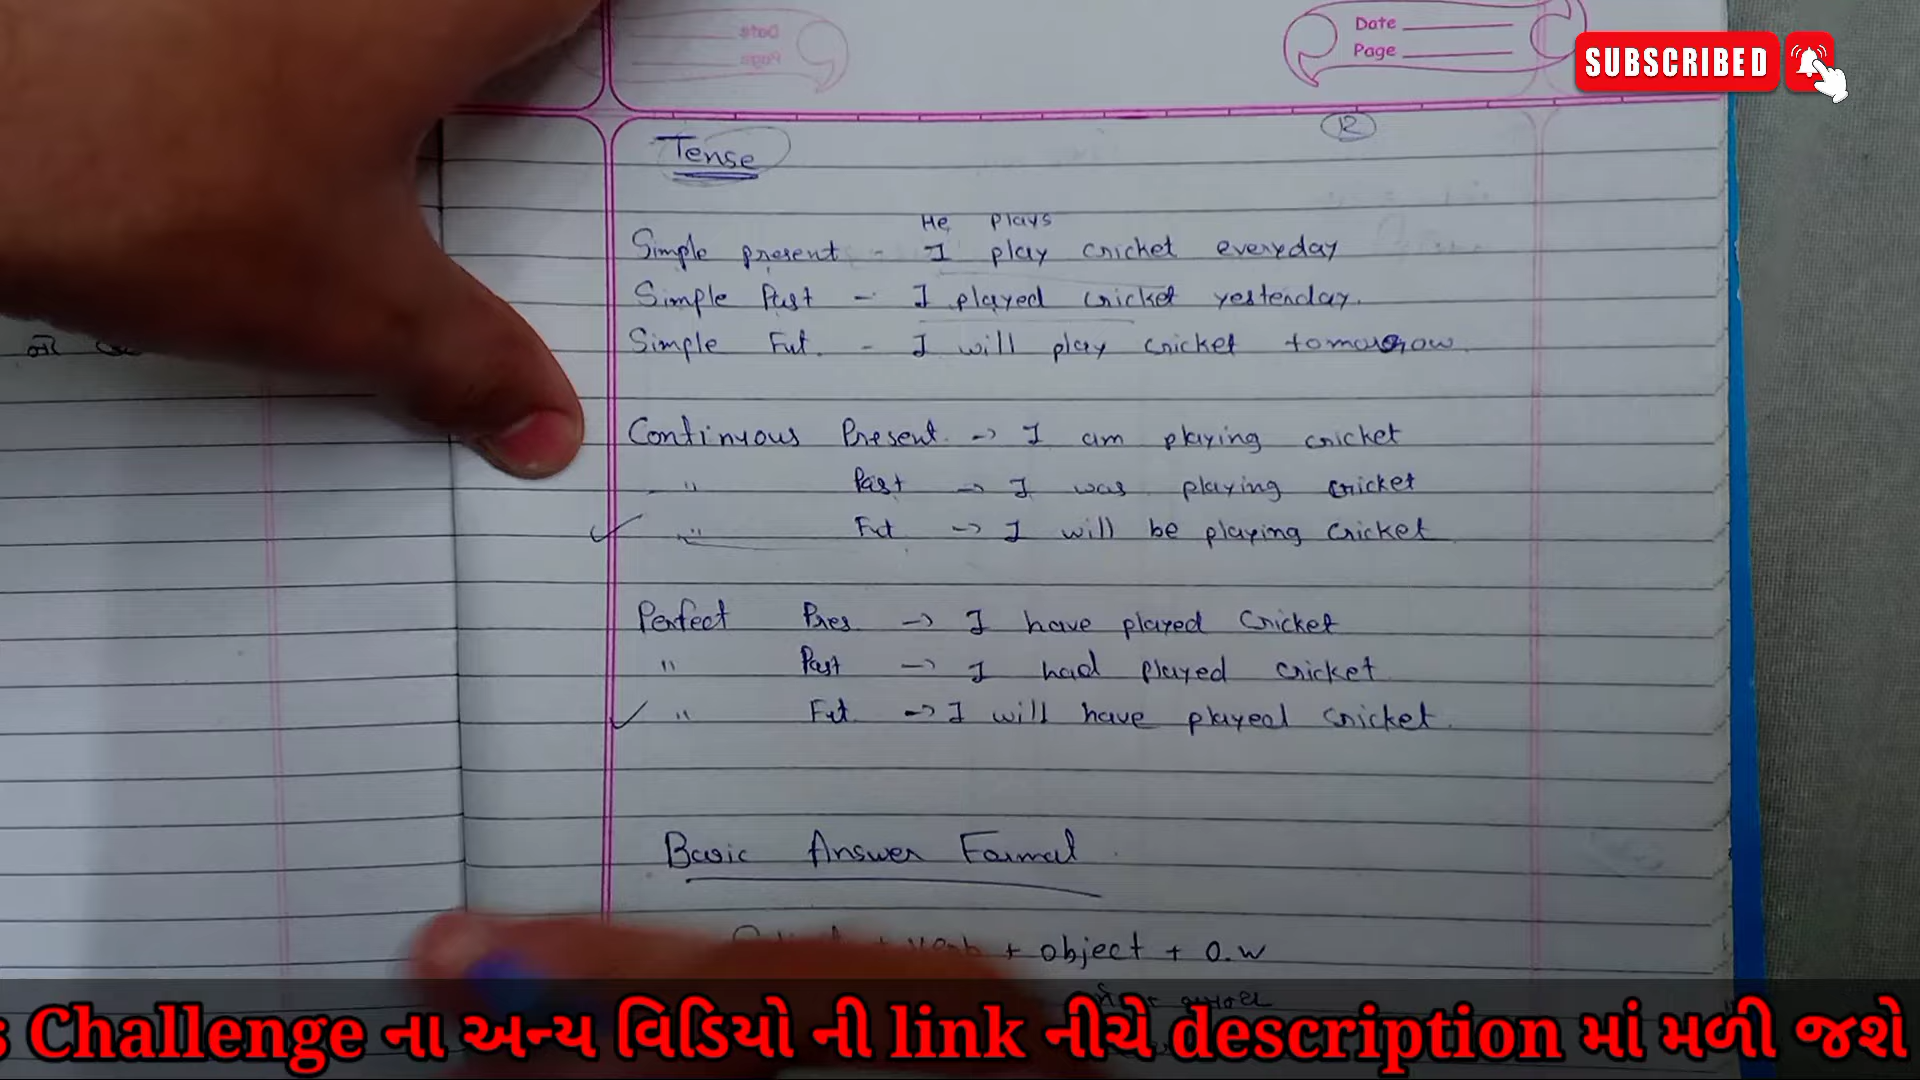 Date
Page
SUBSCRIBED
12
Tense
He plays
Simple present - I play cricket everyday
Simple Past - I played cricket yesterday.
Simple Fut. - I will play cricket tomorrow.
Continuous Present -> I am playing cricket
" Past -> I was playing cricket
" Fut -> I will be playing cricket
Perfect Pres -> I have played Cricket
" Past -> I had played cricket
" Fut. -> I will have played cricket.
Basic Answer Format
+ object + O.W
Challenge ના અન્ય વિડિયો ની link નીચે description માં મળી જશે